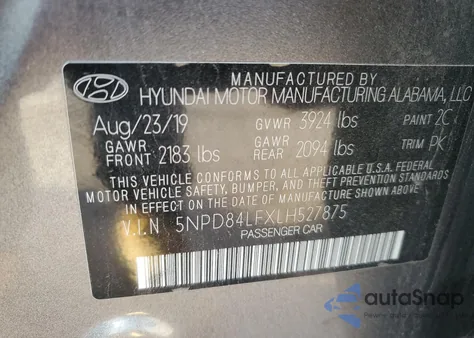 MANUFACTURED BY
HYUNDAI MOTOR MANUFACTURING ALABAMA, LLC
Aug/23/19 GVWR 3924 lbs PAINT 2C
GAWR FRONT 2183 lbs GAWR REAR 2094 lbs TRIM PK
THIS VEHICLE CONFORMS TO ALL APPLICABLE U.S. FEDERAL
MOTOR VEHICLE SAFETY, BUMPER, AND THEFT PREVENTION STANDARDS
IN EFFECT ON THE DATE OF MANUFACTURE SHOWN ABOVE.
V.I.N 5NPD84LFXLH527875
PASSENGER CAR
autoSnap